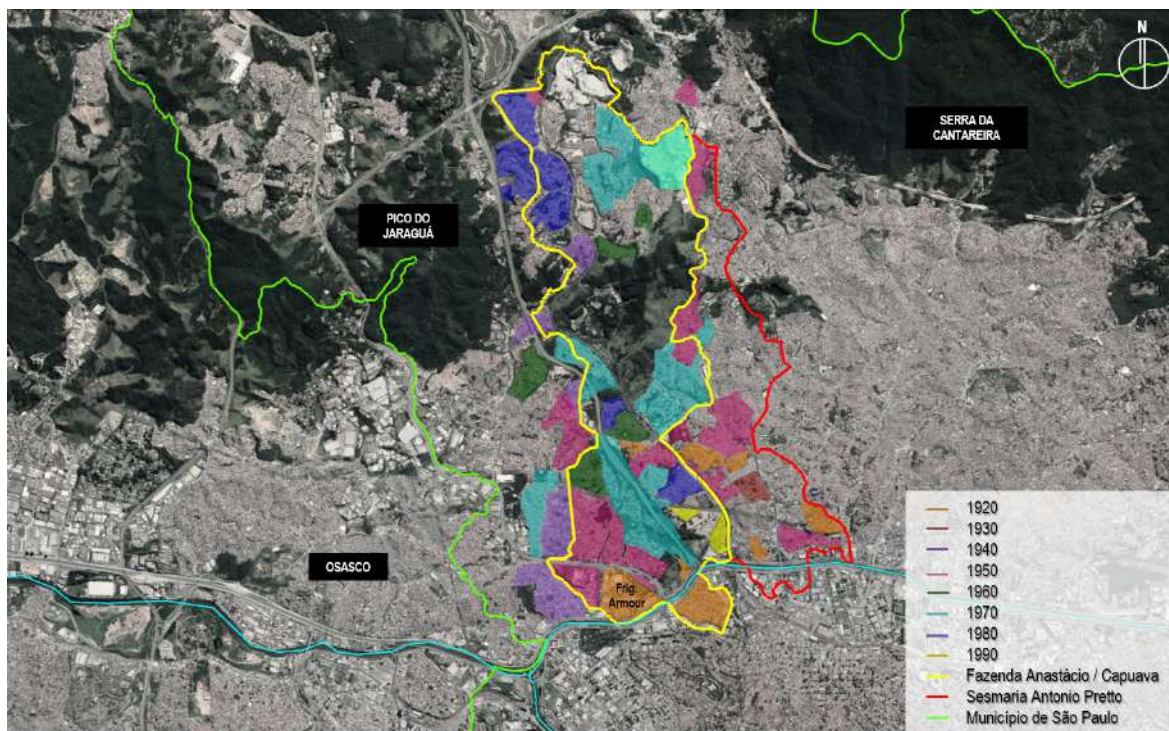 N
SERRA DA
CANTAREIRA
PICO DO
JARAGUÁ
OSASCO
Frig.
Armour
1920
1930
1940
1950
1960
1970
1980
1990
Fazenda Anastácio / Capuava
Sesmaria Antonio Pretto
Município de São Paulo